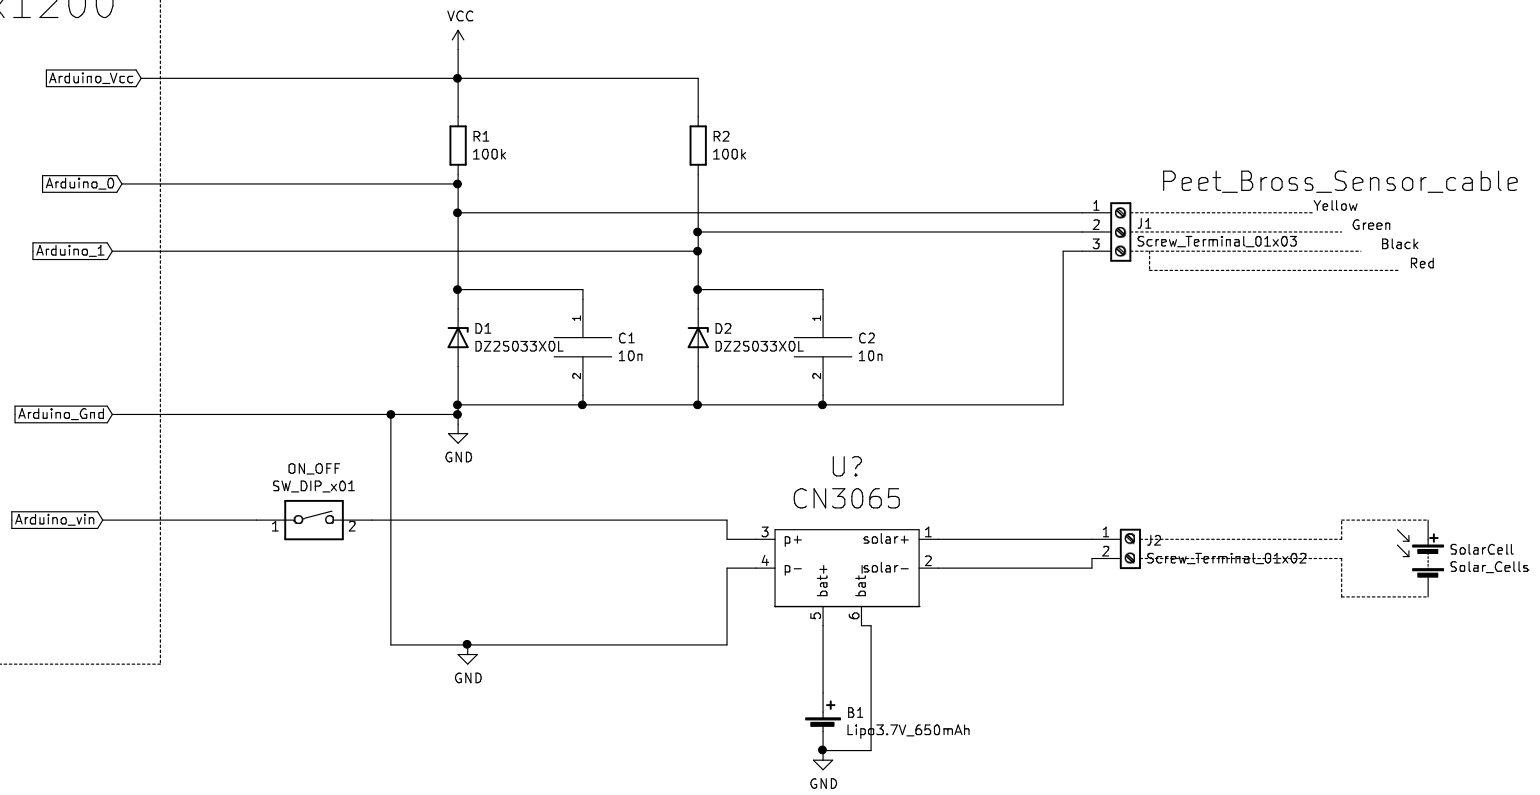 x1200
VCC
Arduino_Vcc
R1
100k
R2
100k
Arduino_0
Peet_Bross_Sensor_cable
1
2
3
J1
Screw_Terminal_01x03
Yellow
Green
Black
Red
Arduino_1
1
D1
DZ2S033X0L
C1
10n
2
1
D2
DZ2S033X0L
C2
10n
2
Arduino_Gnd
GND
ON_OFF
SW_DIP_x01
1
2
Arduino_vin
U?
CN3065
3
p+
solar+
1
4
p-
solar-
2
bat+
bat-
5
6
1
2
J2
Screw_Terminal_01x02
+
SolarCell
Solar_Cells
GND
+
B1
Lipo3.7V_650mAh
GND